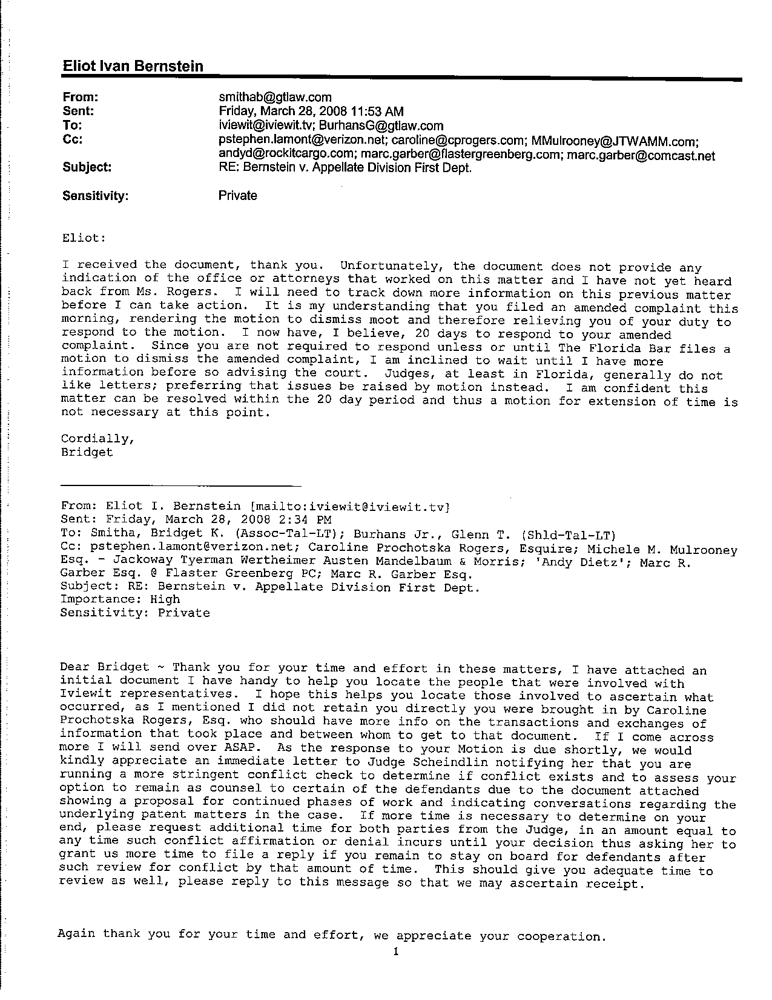 Eliot Ivan Bernstein
From: smithab@gtlaw.com
Sent: Friday, March 28, 2008 11:53 AM
To: iviewit@iviewit.tv; BurhansG@gtlaw.com
Cc: pstephen.lamont@verizon.net; caroline@cprogers.com; MMulrooney@JTWAMM.com;
andyd@rockitcargo.com; marc.garber@flastergreenberg.com; marc.garber@comcast.net
Subject: RE: Bernstein v. Appellate Division First Dept.
Sensitivity: Private
Eliot:
I received the document, thank you. Unfortunately, the document does not provide any
indication of the office or attorneys that worked on this matter and I have not yet heard
back from Ms. Rogers. I will need to track down more information on this previous matter
before I can take action. It is my understanding that you filed an amended complaint this
morning, rendering the motion to dismiss moot and therefore relieving you of your duty to
respond to the motion. I now have, I believe, 20 days to respond to your amended
complaint. Since you are not required to respond unless or until The Florida Bar files a
motion to dismiss the amended complaint, I am inclined to wait until I have more
information before so advising the court. Judges, at least in Florida, generally do not
like letters; preferring that issues be raised by motion instead. I am confident this
matter can be resolved within the 20 day period and thus a motion for extension of time is
not necessary at this point.
Cordially,
Bridget
From: Eliot I. Bernstein [mailto:iviewit@iviewit.tv]
Sent: Friday, March 28, 2008 2:34 PM
To: Smitha, Bridget K. (Assoc-Tal-LT); Burhans Jr., Glenn T. (Shld-Tal-LT)
Cc: pstephen.lamont@verizon.net; Caroline Prochotska Rogers, Esquire; Michele M. Mulrooney
Esq. - Jackoway Tyerman Wertheimer Austen Mandelbaum & Morris; 'Andy Dietz'; Marc R.
Garber Esq. @ Flaster Greenberg PC; Marc R. Garber Esq.
Subject: RE: Bernstein v. Appellate Division First Dept.
Importance: High
Sensitivity: Private
Dear Bridget ~ Thank you for your time and effort in these matters, I have attached an
initial document I have handy to help you locate the people that were involved with
Iviewit representatives. I hope this helps you locate those involved to ascertain what
occurred, as I mentioned I did not retain you directly you were brought in by Caroline
Prochotska Rogers, Esq. who should have more info on the transactions and exchanges of
information that took place and between whom to get to that document. If I come across
more I will send over ASAP. As the response to your Motion is due shortly, we would
kindly appreciate an immediate letter to Judge Scheindlin notifying her that you are
running a more stringent conflict check to determine if conflict exists and to assess your
option to remain as counsel to certain of the defendants due to the document attached
showing a proposal for continued phases of work and indicating conversations regarding the
underlying patent matters in the case. If more time is necessary to determine on your
end, please request additional time for both parties from the Judge, in an amount equal to
any time such conflict affirmation or denial incurs until your decision thus asking her to
grant us more time to file a reply if you remain to stay on board for defendants after
such review for conflict by that amount of time. This should give you adequate time to
review as well, please reply to this message so that we may ascertain receipt.
Again thank you for your time and effort, we appreciate your cooperation.
1